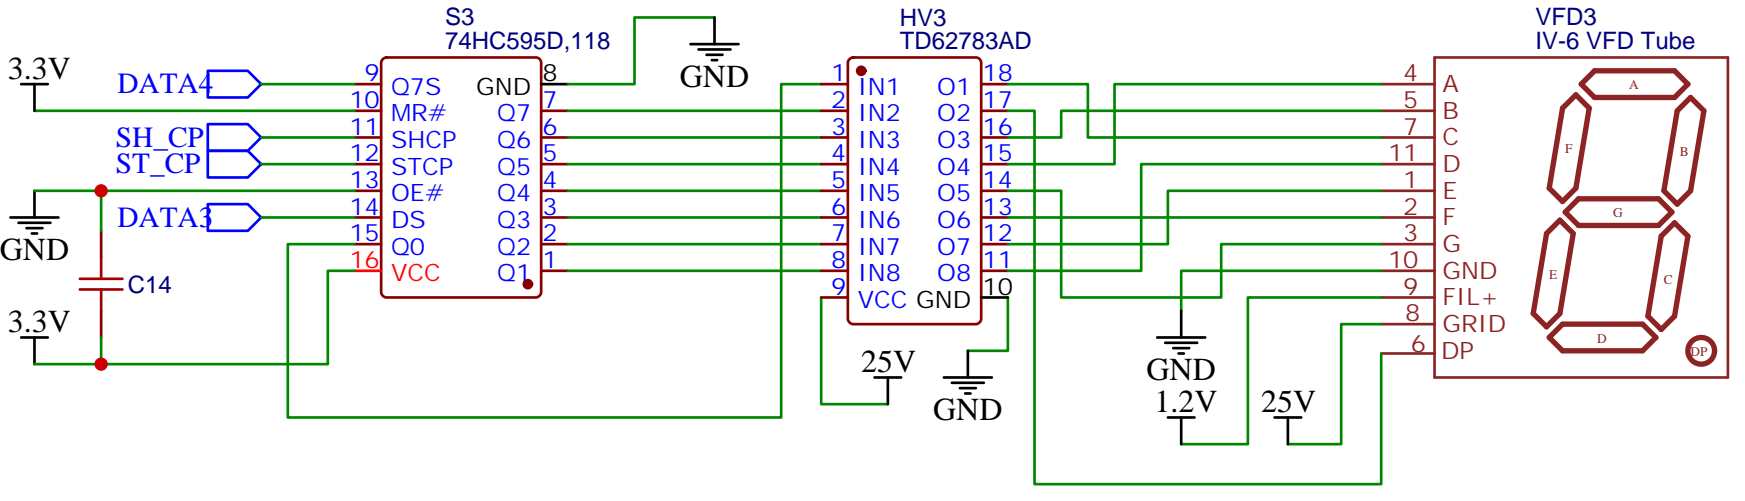 S3
74HC595D,118
3.3V
DATA4
SH_CP
ST_CP
GND
DATA3
C14
3.3V
9 Q7S
10 MR#
11 SHCP
12 STCP
13 OE#
14 DS
15 Q0
16 VCC
GND 8
Q7 7
Q6 6
Q5 5
Q4 4
Q3 3
Q2 2
Q1 1
GND
HV3
TD62783AD
1 IN1
2 IN2
3 IN3
4 IN4
5 IN5
6 IN6
7 IN7
8 IN8
9 VCC
O1 18
O2 17
O3 16
O4 15
O5 14
O6 13
O7 12
O8 11
GND 10
25V
GND
GND
1.2V
25V
VFD3
IV-6 VFD Tube
4 A
5 B
7 C
11 D
1 E
2 F
3 G
10 GND
9 FIL+
8 GRID
6 DP
A
F
B
G
E
C
D
DP